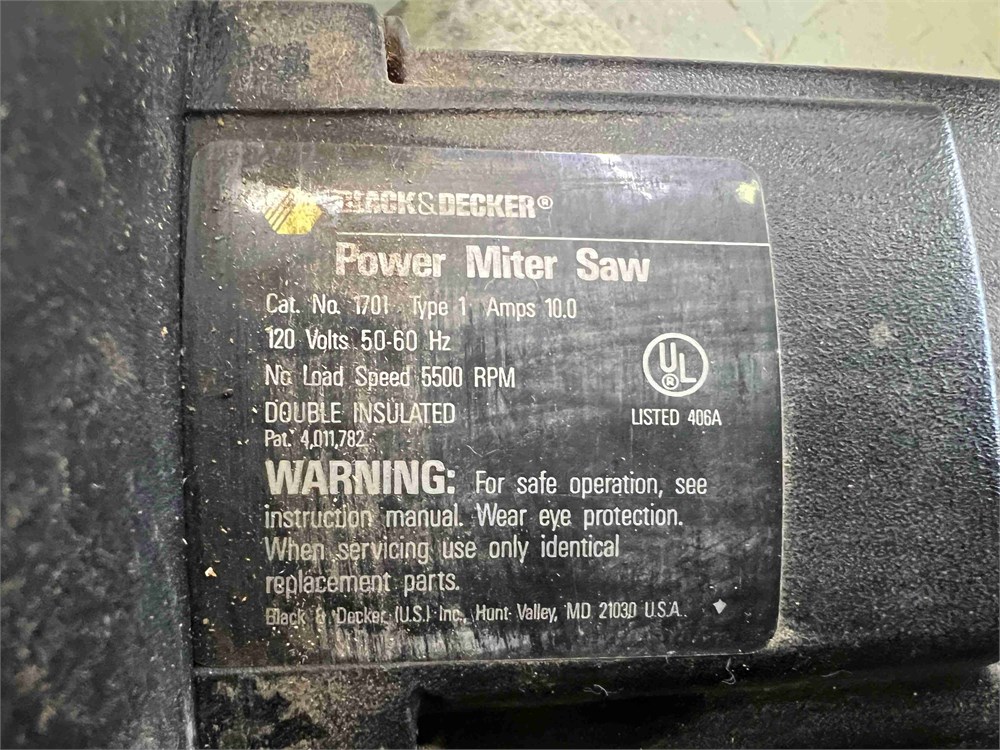 BLACK&DECKER®
Power Miter Saw
Cat. No. 1701 Type 1 Amps 10.0
120 Volts 50-60 Hz
No Load Speed 5500 RPM
DOUBLE INSULATED
Pat. 4,011,782
UL ®
LISTED 406A
WARNING: For safe operation, see
instruction manual. Wear eye protection.
When servicing use only identical
replacement parts.
Black & Decker (U.S.) Inc., Hunt Valley, MD 21030 U.S.A.